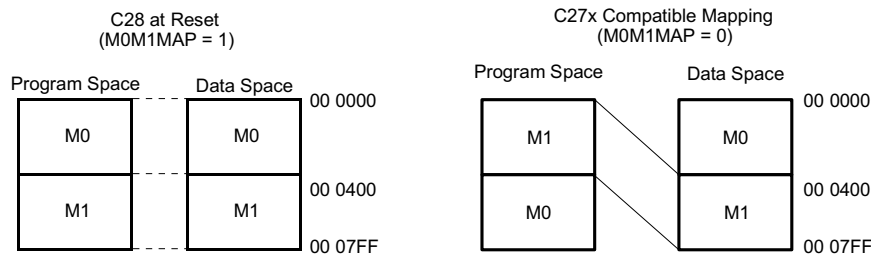 C28 at Reset
(M0M1MAP = 1)
Program Space
Data Space
00 0000
M0
M0
00 0400
M1
M1
00 07FF
C27x Compatible Mapping
(M0M1MAP = 0)
Program Space
Data Space
00 0000
M1
M0
00 0400
M0
M1
00 07FF